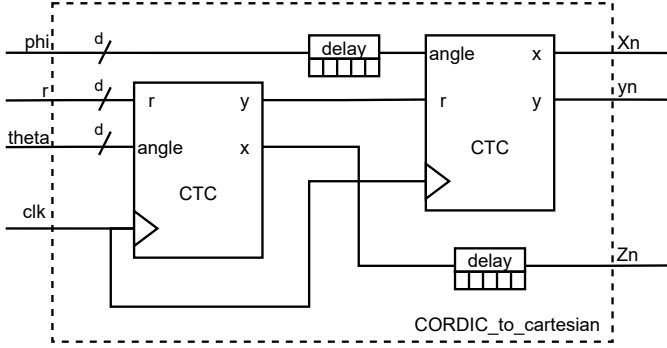 phi
d
delay
angle
x
Xn
r
d
r
y
r
y
yn
theta
d
angle
x
CTC
CTC
clk
delay
Zn
CORDIC_to_cartesian